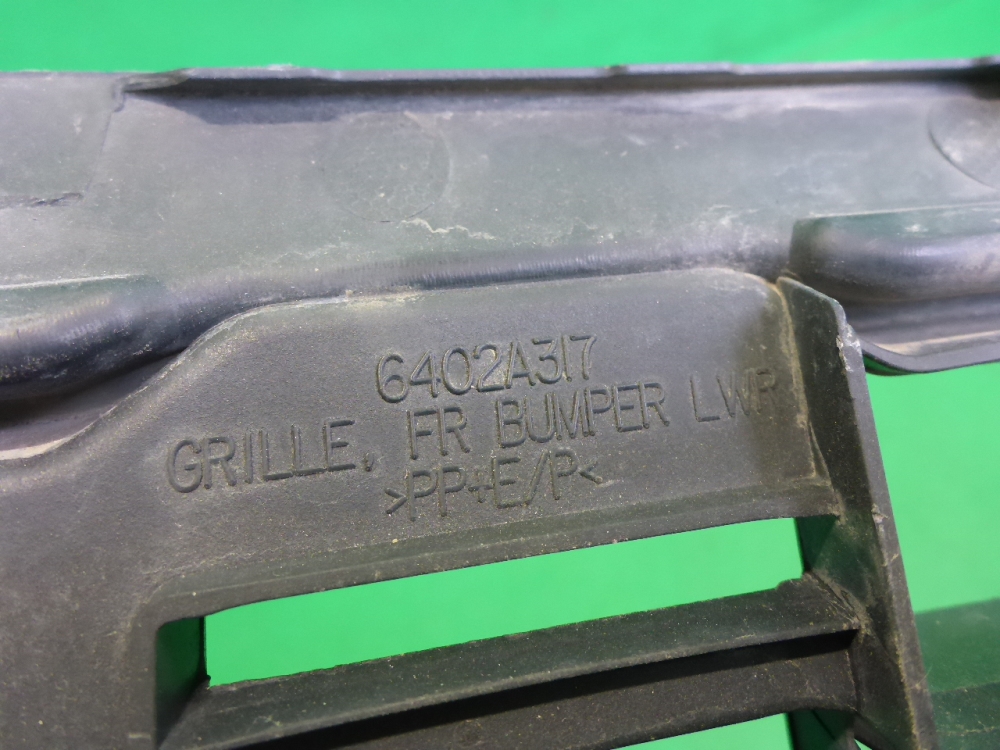 6402A317
GRILLE, FR BUMPER LWR
>PP+E/P<